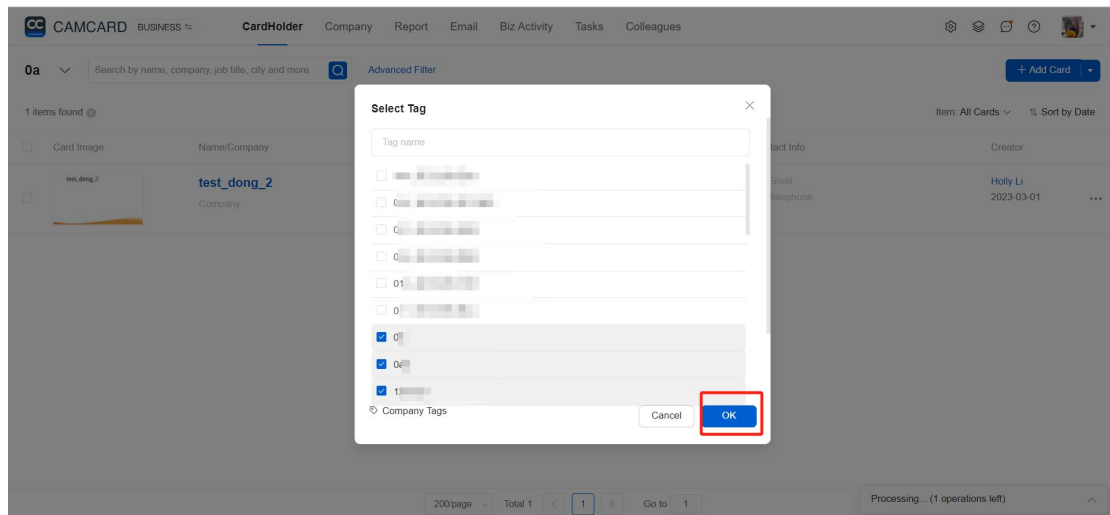 CC CAMCARD BUSINESS CardHolder Company Report Email Biz Activity Tasks Colleagues
0a Search by name, company, job title, city and more Advanced Filter + Add Card
1 items found Item: All Cards Sort by Date
Select Tag
Tag name
Card Image Name/Company tact Info Creator
test_dong_2 test_dong_2 Email Holly Li
Company Telephone 2023-03-01
Company Tags Cancel OK
200/page Total 1 1 Go to 1 Processing... (1 operations left)